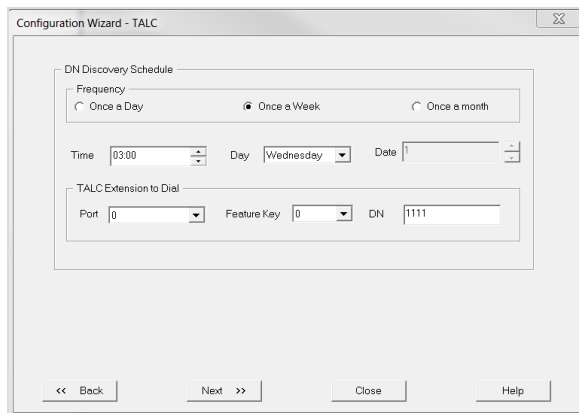 Configuration Wizard - TALC
DN Discovery Schedule
Frequency
Once a Day Once a Week Once a month
Time 03:00 Day Wednesday Date 1
TALC Extension to Dial
Port 0 Feature Key 0 DN 1111
<< Back Next >> Close Help